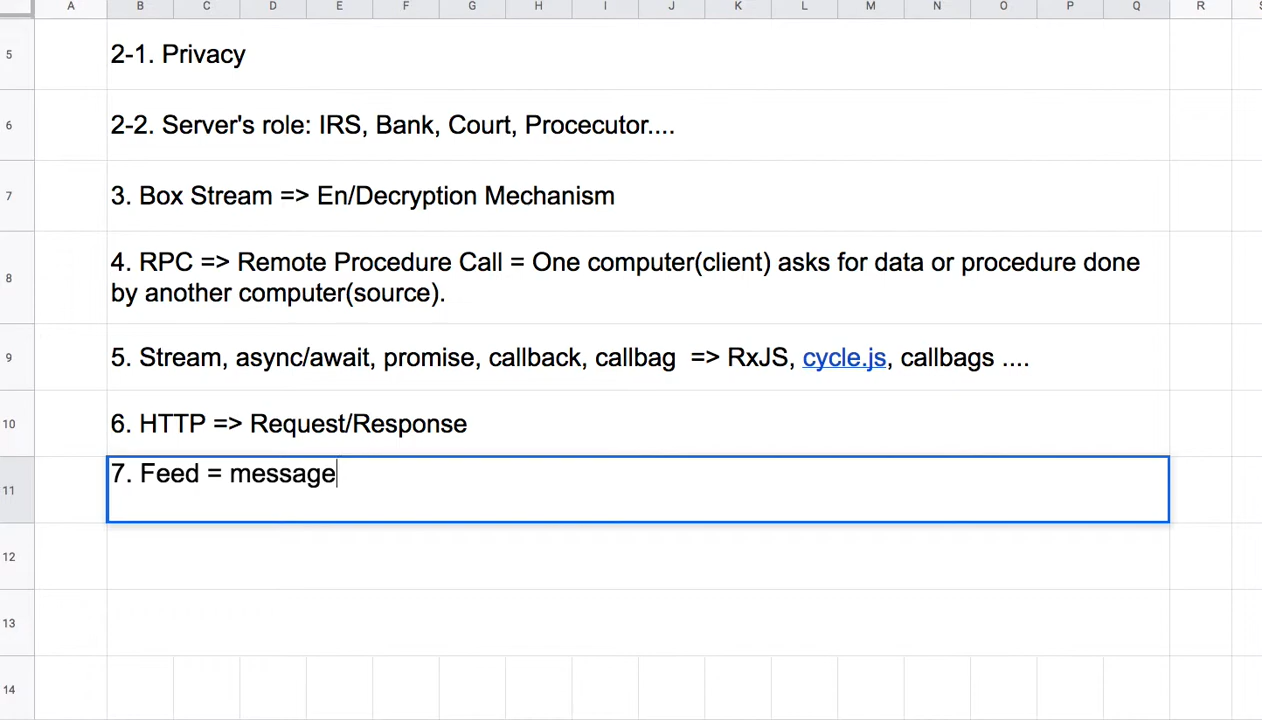 A B C D E F G H I J K L M N O P Q R
5 2-1. Privacy
6 2-2. Server's role: IRS, Bank, Court, Procecutor....
7 3. Box Stream => En/Decryption Mechanism
8 4. RPC => Remote Procedure Call = One computer(client) asks for data or procedure done
by another computer(source).
9 5. Stream, async/await, promise, callback, callbag => RxJS, cycle.js, callbags ....
10 6. HTTP => Request/Response
11 7. Feed = message
12
13
14